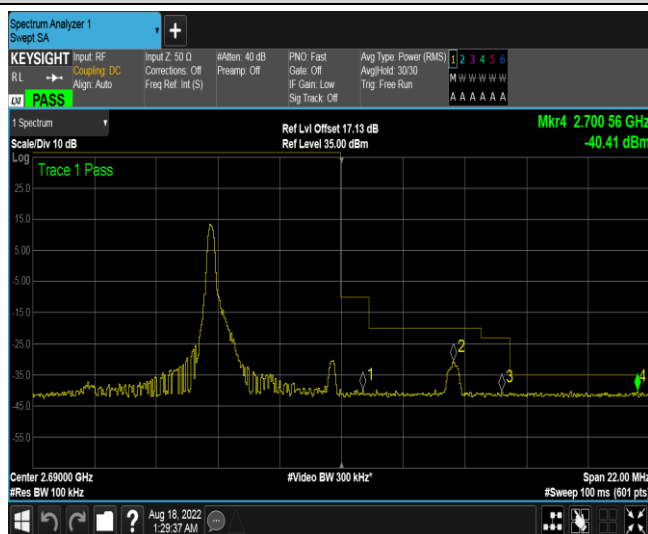 Spectrum Analyzer 1
Swept SA
+
KEYSIGHT
RL
LXI PASS
Input: RF
Coupling: DC
Align: Auto
Input Z: 50 Ω
Corrections: Off
Freq Ref: Int (S)
#Atten: 40 dB
Preamp: Off
PNO: Fast
Gate: Off
IF Gain: Low
Sig Track: Off
Avg Type: Power (RMS)
Avg|Hold: 30/30
Trig: Free Run
1 2 3 4 5 6
M W W W W W
A A A A A A
1 Spectrum
Scale/Div 10 dB
Ref Lvl Offset 17.13 dB
Ref Level 35.00 dBm
Mkr4 2.700 56 GHz
-40.41 dBm
Log
Trace 1 Pass
25.0
15.0
5.00
-5.00
-15.0
-25.0
-35.0
-45.0
-55.0
1
2
3
4
Center 2.69000 GHz
#Res BW 100 kHz
#Video BW 300 kHz*
Span 22.00 MHz
#Sweep 100 ms (601 pts)
?
Aug 18, 2022
1:29:37 AM